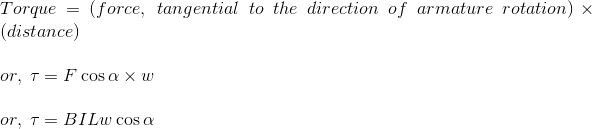 Torque = (force, tangential to the direction of armature rotation) ×
(distance)
or, τ = F cos α × w
or, τ = BILw cos α